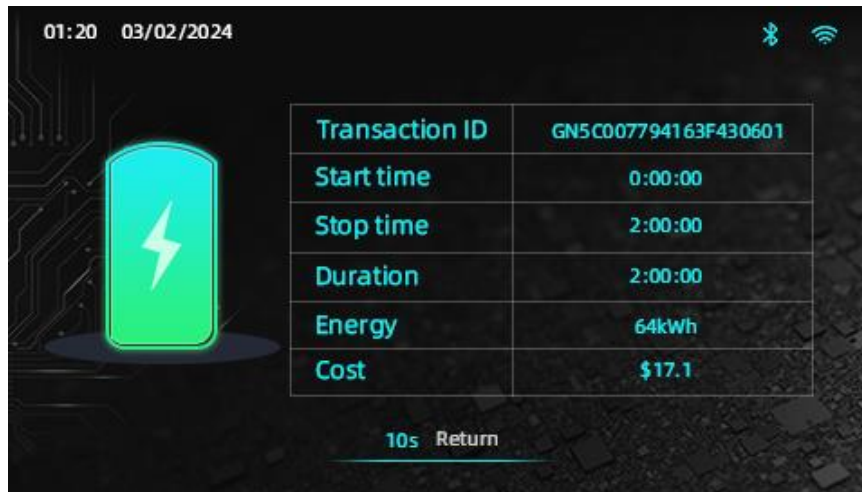 01:20 03/02/2024
Transaction ID GN5C007794163F430601
Start time 0:00:00
Stop time 2:00:00
Duration 2:00:00
Energy 64kWh
Cost $17.1
10s Return